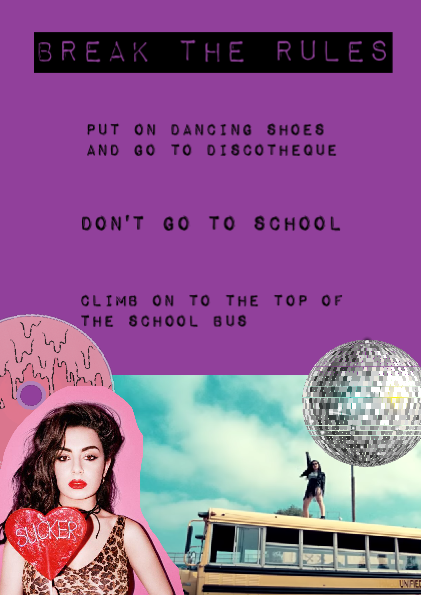 BREAK THE RULES
PUT ON DANCING SHOES
AND GO TO DISCOTHEQUE
DON'T GO TO SCHOOL
CLIMB ON TO THE TOP OF
THE SCHOOL BUS
SUCKER
UNIFIED